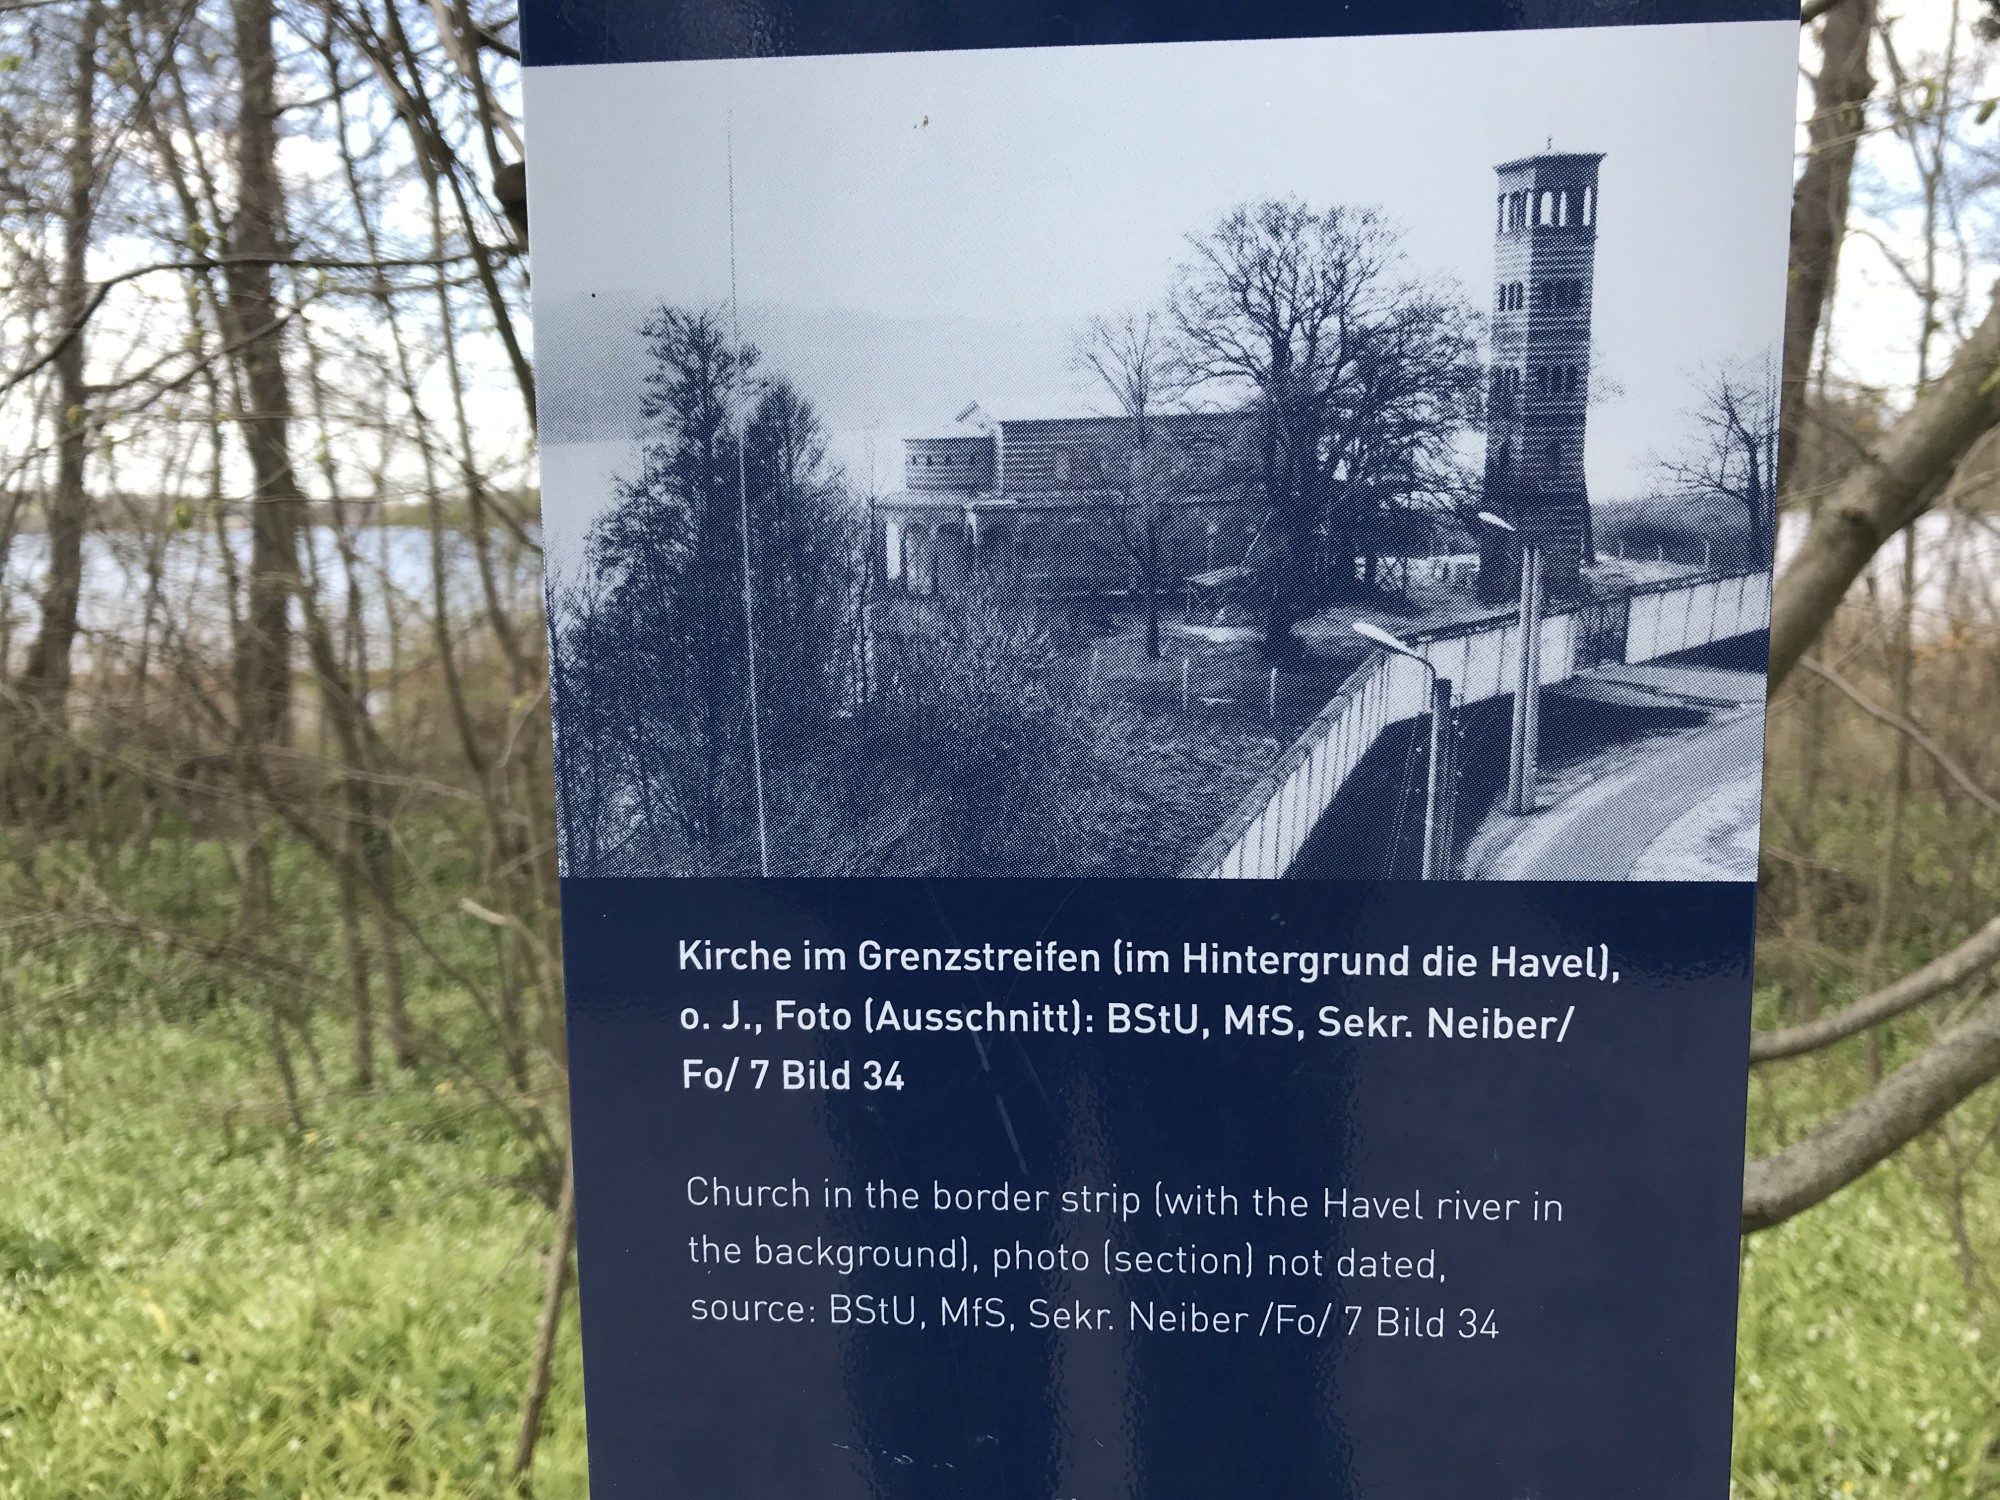 Kirche im Grenzstreifen (im Hintergrund die Havel),
o. J., Foto (Ausschnitt): BStU, MfS, Sekr. Neiber/
Fo/ 7 Bild 34
Church in the border strip (with the Havel river in
the background), photo (section) not dated,
source: BStU, MfS, Sekr. Neiber /Fo/ 7 Bild 34